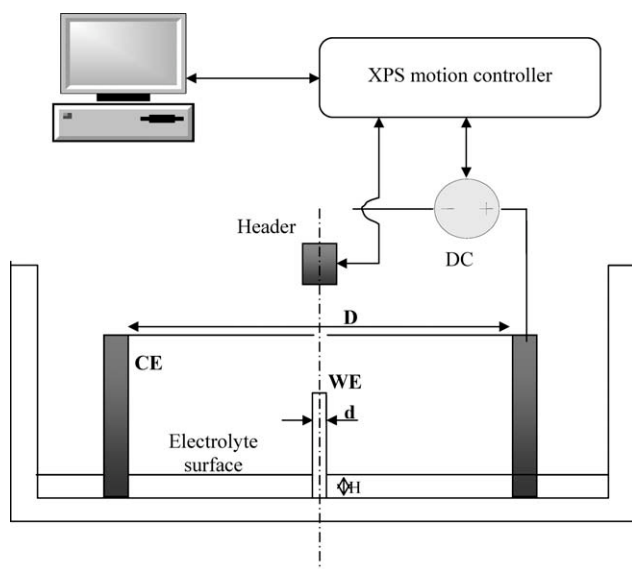 XPS motion controller
Header
− +
DC
D
CE
WE
d
Electrolyte
surface
H